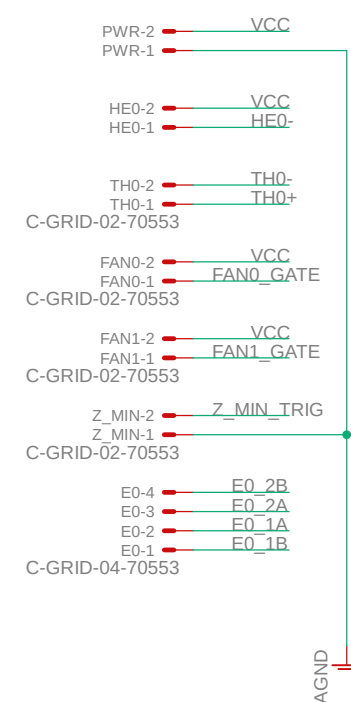 PWR-2 VCC
PWR-1
HE0-2 VCC
HE0-1 HE0-
TH0-2 TH0-
TH0-1 TH0+
C-GRID-02-70553
FAN0-2 VCC
FAN0-1 FAN0_GATE
C-GRID-02-70553
FAN1-2 VCC
FAN1-1 FAN1_GATE
C-GRID-02-70553
Z_MIN-2 Z_MIN_TRIG
Z_MIN-1
C-GRID-02-70553
E0-4 E0_2B
E0-3 E0_2A
E0-2 E0_1A
E0-1 E0_1B
C-GRID-04-70553
AGND